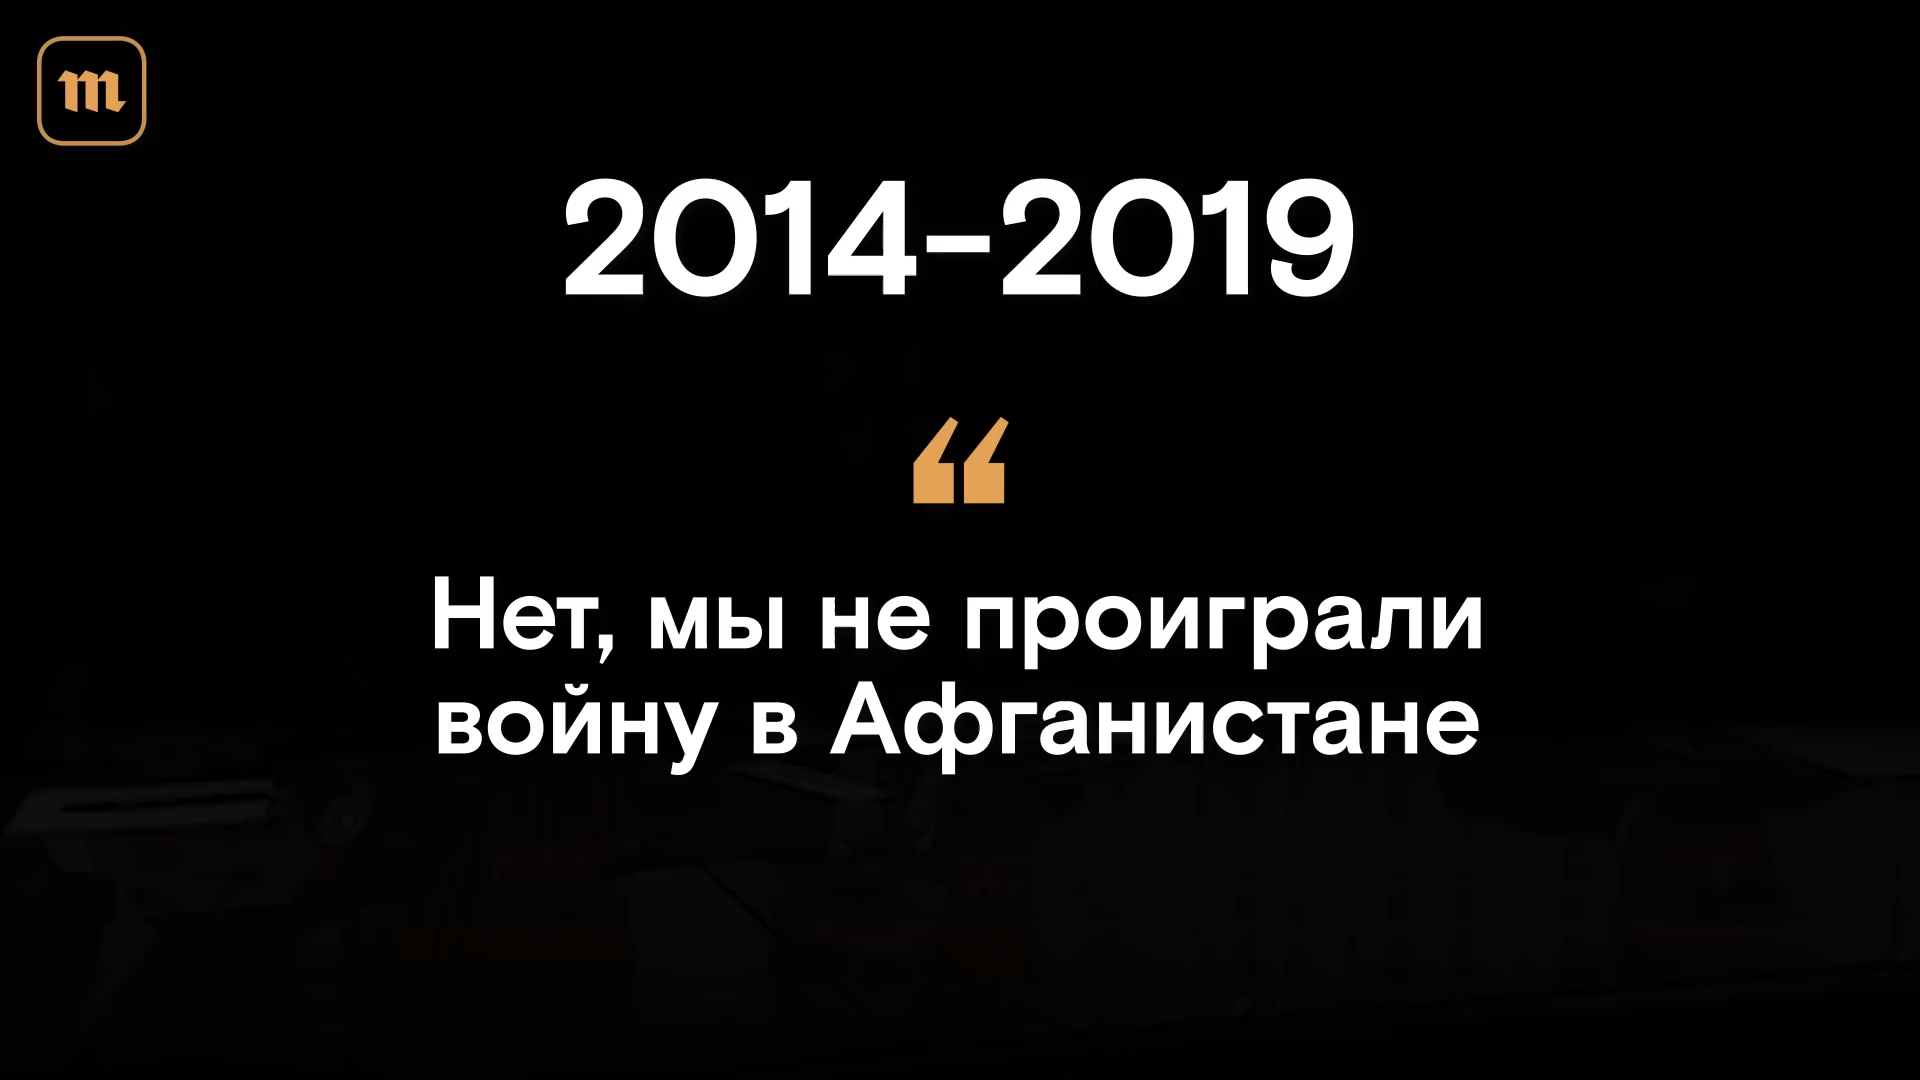 m
2014–2019
“
Нет, мы не проиграли
войну в Афганистане